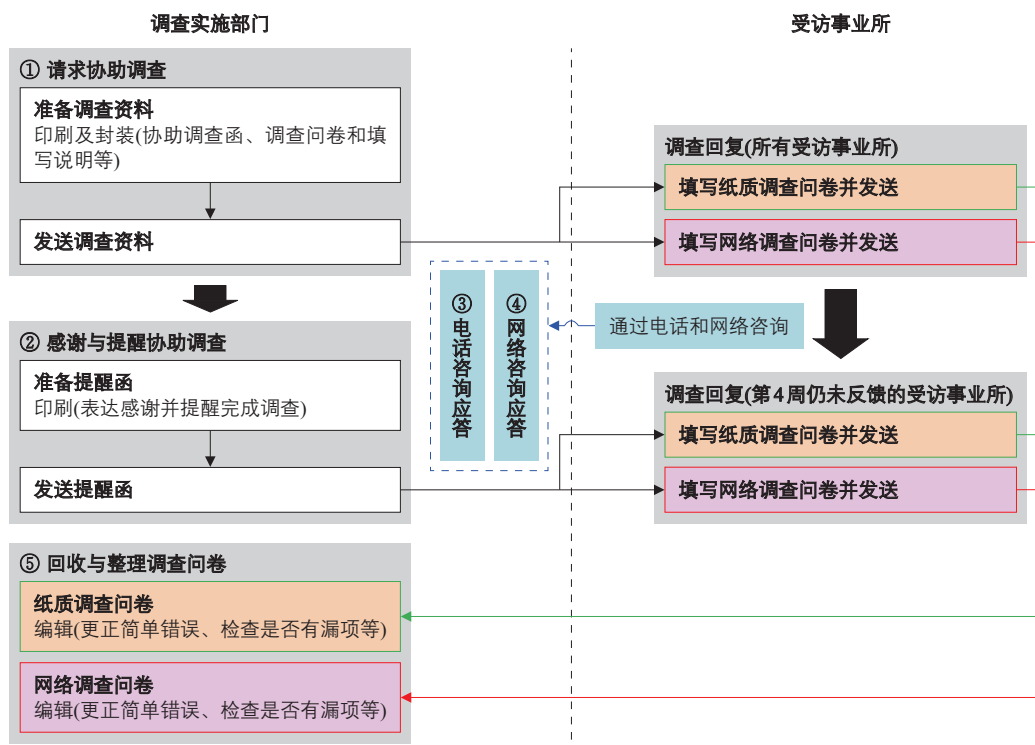 调查实施部门
受访事业所
① 请求协助调查
准备调查资料
印刷及封装(协助调查函、调查问卷和填
写说明等)
发送调查资料
调查回复(所有受访事业所)
填写纸质调查问卷并发送
填写网络调查问卷并发送
③电话咨询应答
④网络咨询应答
通过电话和网络咨询
② 感谢与提醒协助调查
准备提醒函
印刷(表达感谢并提醒完成调查)
发送提醒函
调查回复(第4周仍未反馈的受访事业所)
填写纸质调查问卷并发送
填写网络调查问卷并发送
⑤ 回收与整理调查问卷
纸质调查问卷
编辑(更正简单错误、检查是否有漏项等)
网络调查问卷
编辑(更正简单错误、检查是否有漏项等)